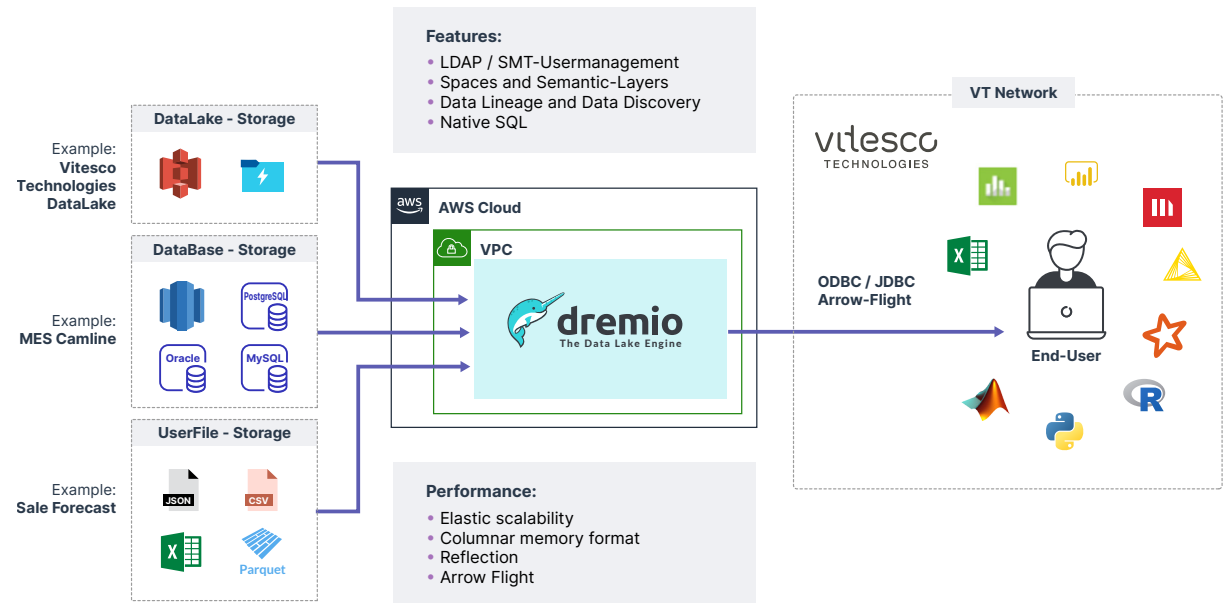 Features:
• LDAP / SMT-Usermanagement
• Spaces and Semantic-Layers
• Data Lineage and Data Discovery
• Native SQL
DataLake - Storage
Example:
Vitesco
Technologies
DataLake
DataBase - Storage
PostgreSQL
Oracle
MySQL
Example:
MES Camline
UserFile - Storage
JSON
CSV
X
Parquet
Example:
Sale Forecast
aws
AWS Cloud
VPC
dremio
The Data Lake Engine
Performance:
• Elastic scalability
• Columnar memory format
• Reflection
• Arrow Flight
VT Network
vitesco
TECHNOLOGIES
X
ODBC / JDBC
Arrow-Flight
End-User
R